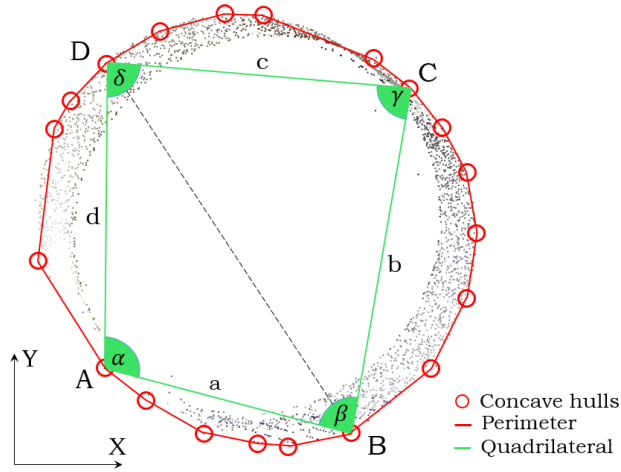 D
δ
c
C
γ
d
b
α
A
a
β
B
Y
X
Concave hulls
Perimeter
Quadrilateral